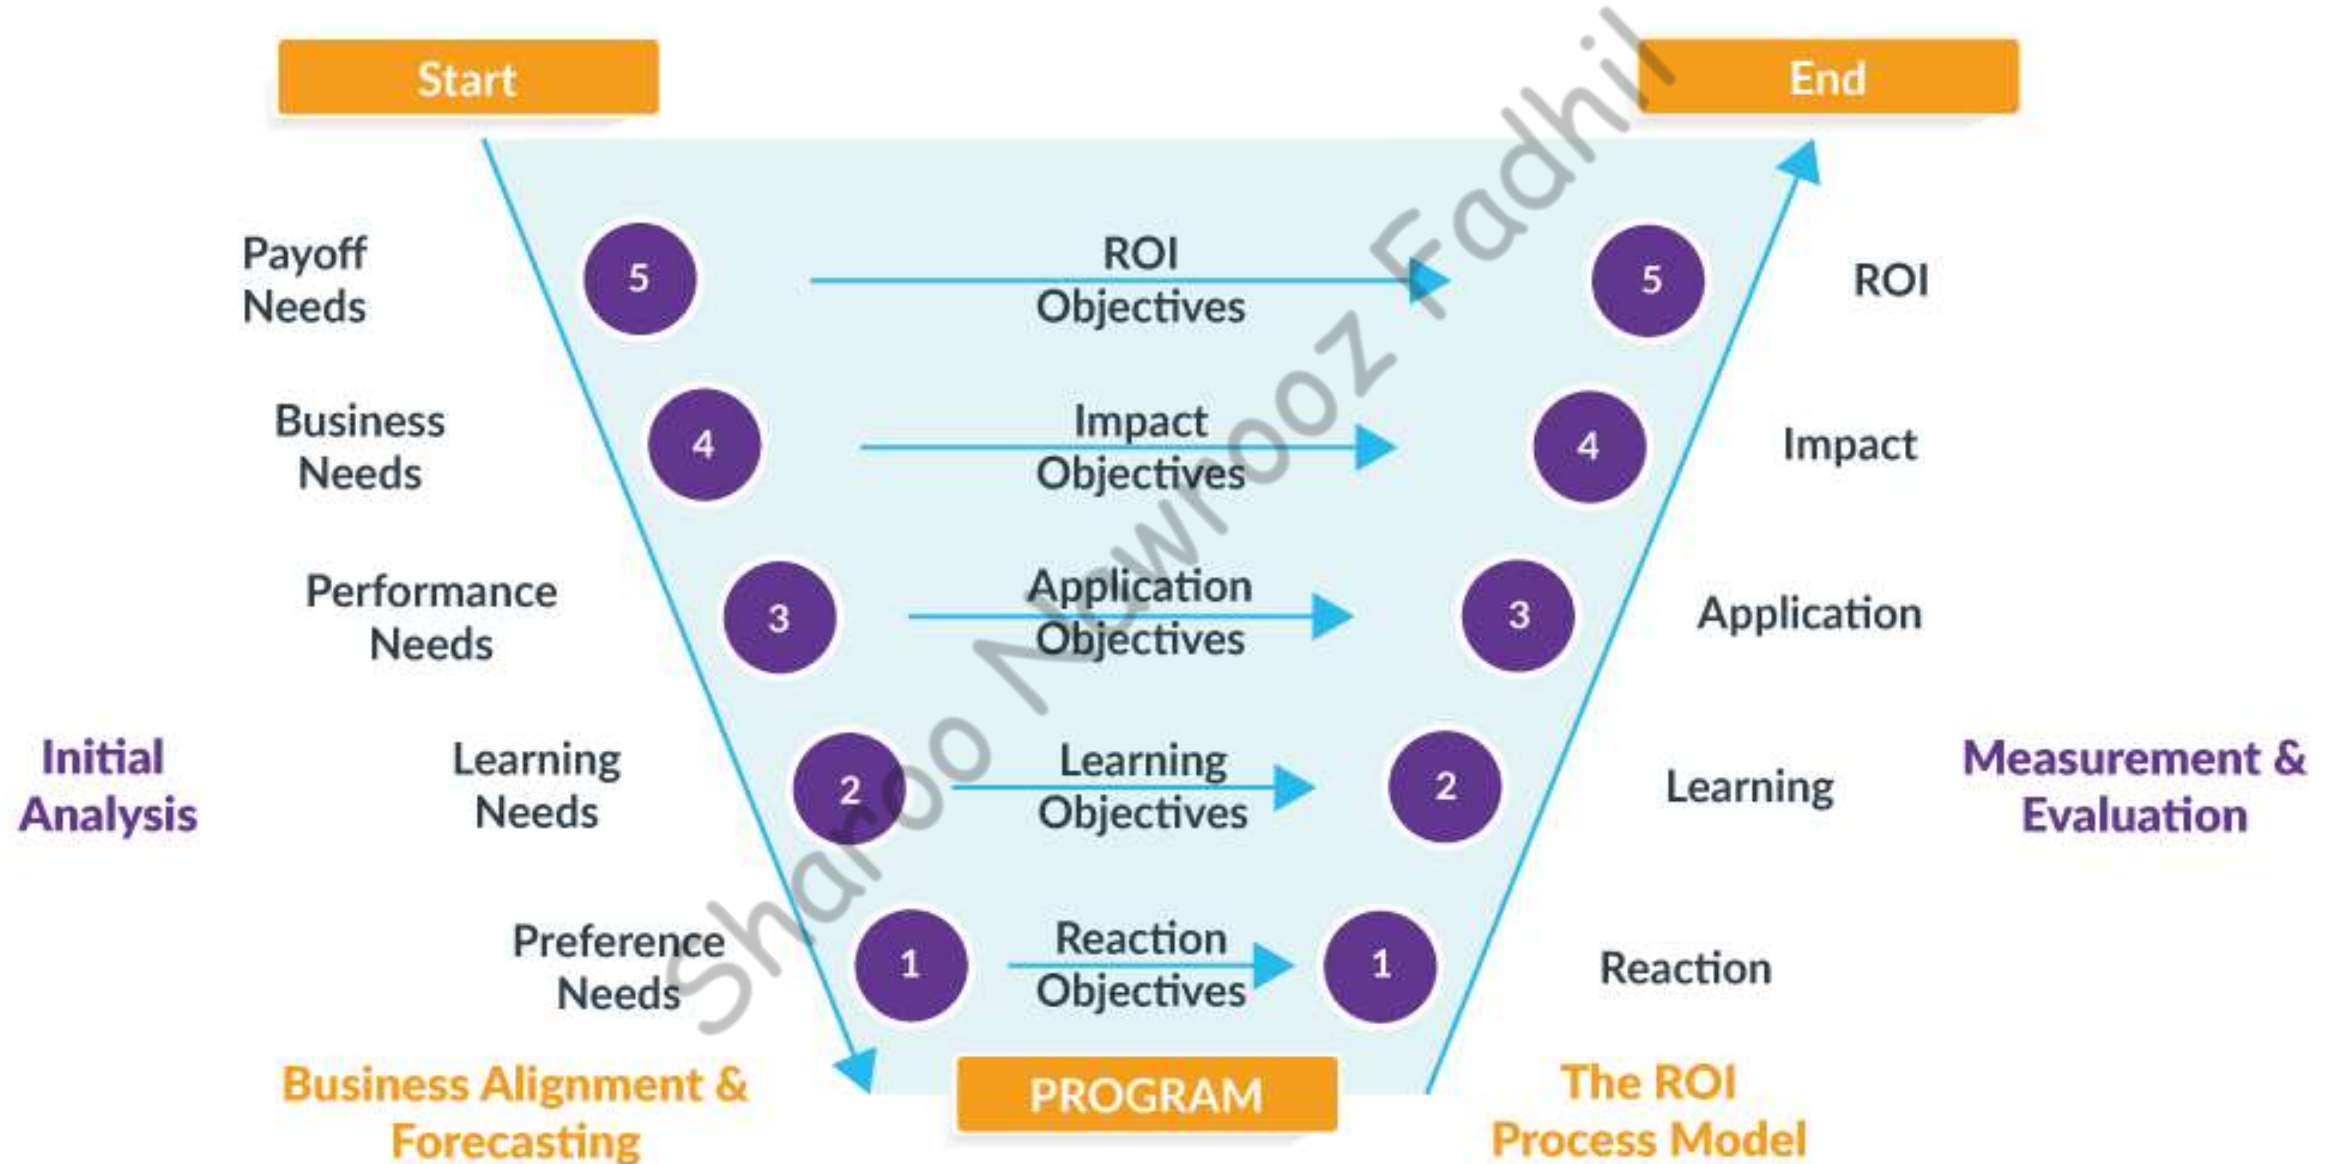 Start
End
Payoff
Needs
5
ROI
Objectives
5
ROI
Business
Needs
4
Impact
Objectives
4
Impact
Performance
Needs
3
Application
Objectives
3
Application
Initial
Analysis
Learning
Needs
2
Learning
Objectives
2
Learning
Measurement &
Evaluation
Preference
Needs
1
Reaction
Objectives
1
Reaction
Business Alignment &
Forecasting
PROGRAM
The ROI
Process Model
Sharoo Nawrooz Fadhil